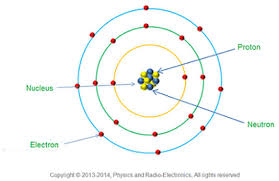 Proton
Nucleus
Neutron
Electron
Copyright © 2013-2014, Physics and Radio-Electronics, All rights reserved